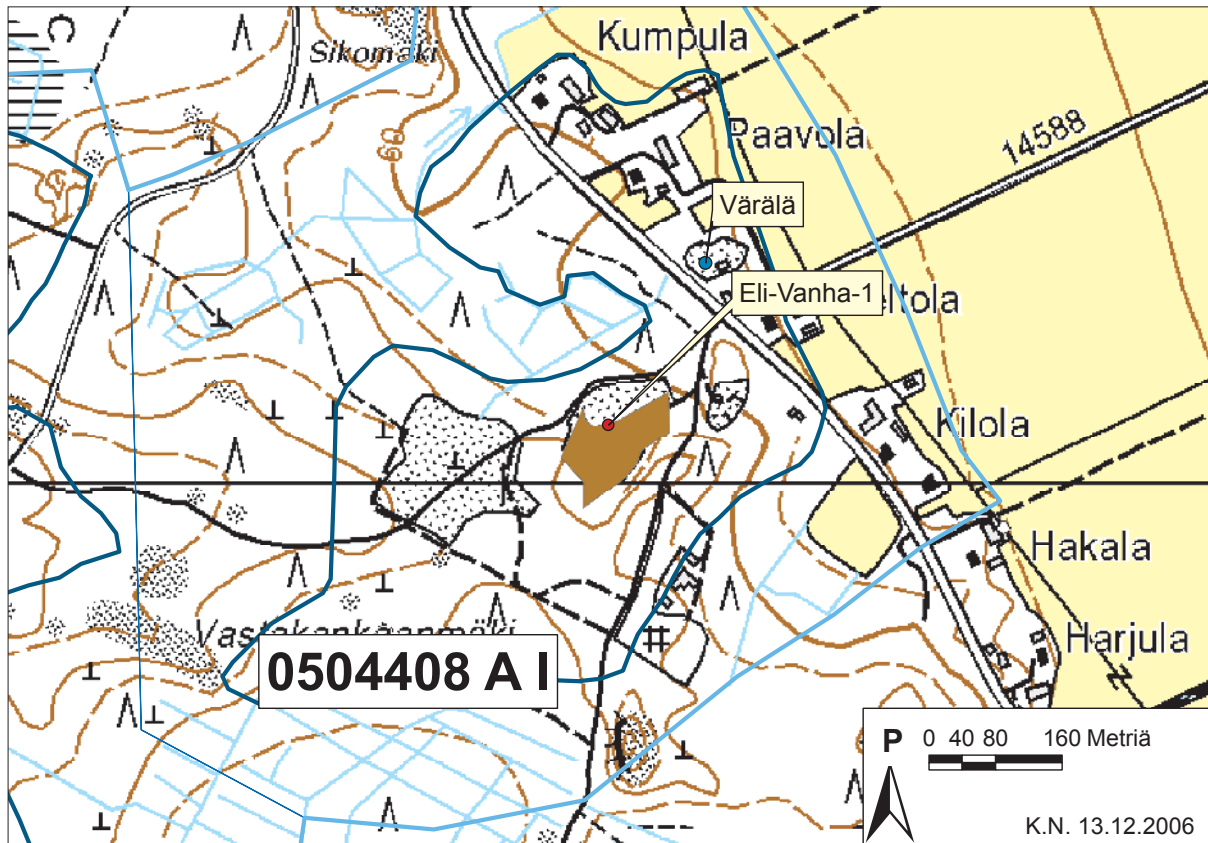 C
Sikomäki
Kumpula
Paavola
14588
Värälä
Eli-Vanha-1
Kilola
Hakala
Vastakankaanmäki
0504408 A I
Harjula
P
0 40 80 160 Metriä
K.N. 13.12.2006